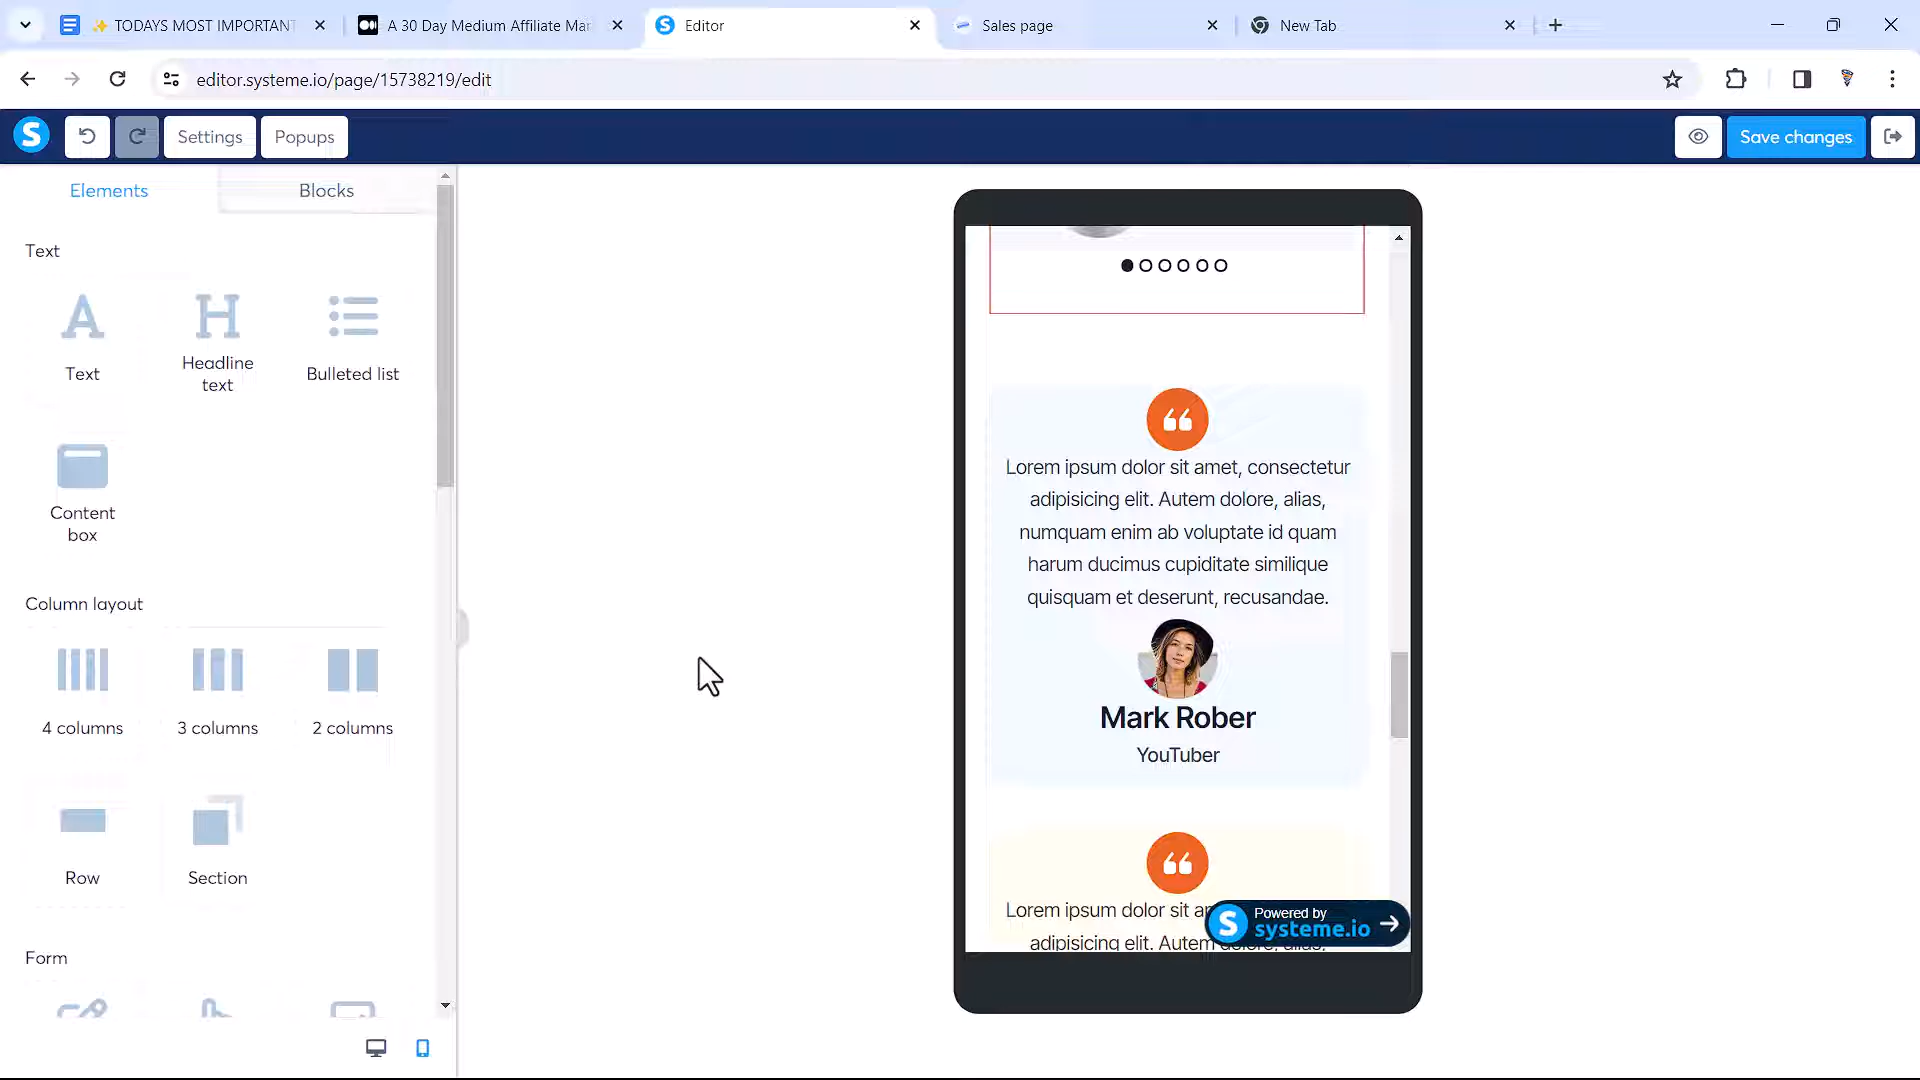 ✨ TODAYS MOST IMPORTANT
A 30 Day Medium Affiliate Mar
Editor
Sales page
New Tab
editor.systeme.io/page/15738219/edit
S
Settings
Popups
Save changes
Elements
Blocks
Text
Text
Headline
text
Bulleted list
Content
box
Column layout
4 columns
3 columns
2 columns
Row
Section
Form
Lorem ipsum dolor sit amet, consectetur
adipisicing elit. Autem dolore, alias,
numquam enim ab voluptate id quam
harum ducimus cupiditate similique
quisquam et deserunt, recusandae.
Mark Rober
YouTuber
Lorem ipsum dolor sit
adipisicing elit. Autem dolore, alias,
S
Powered by
systeme.io